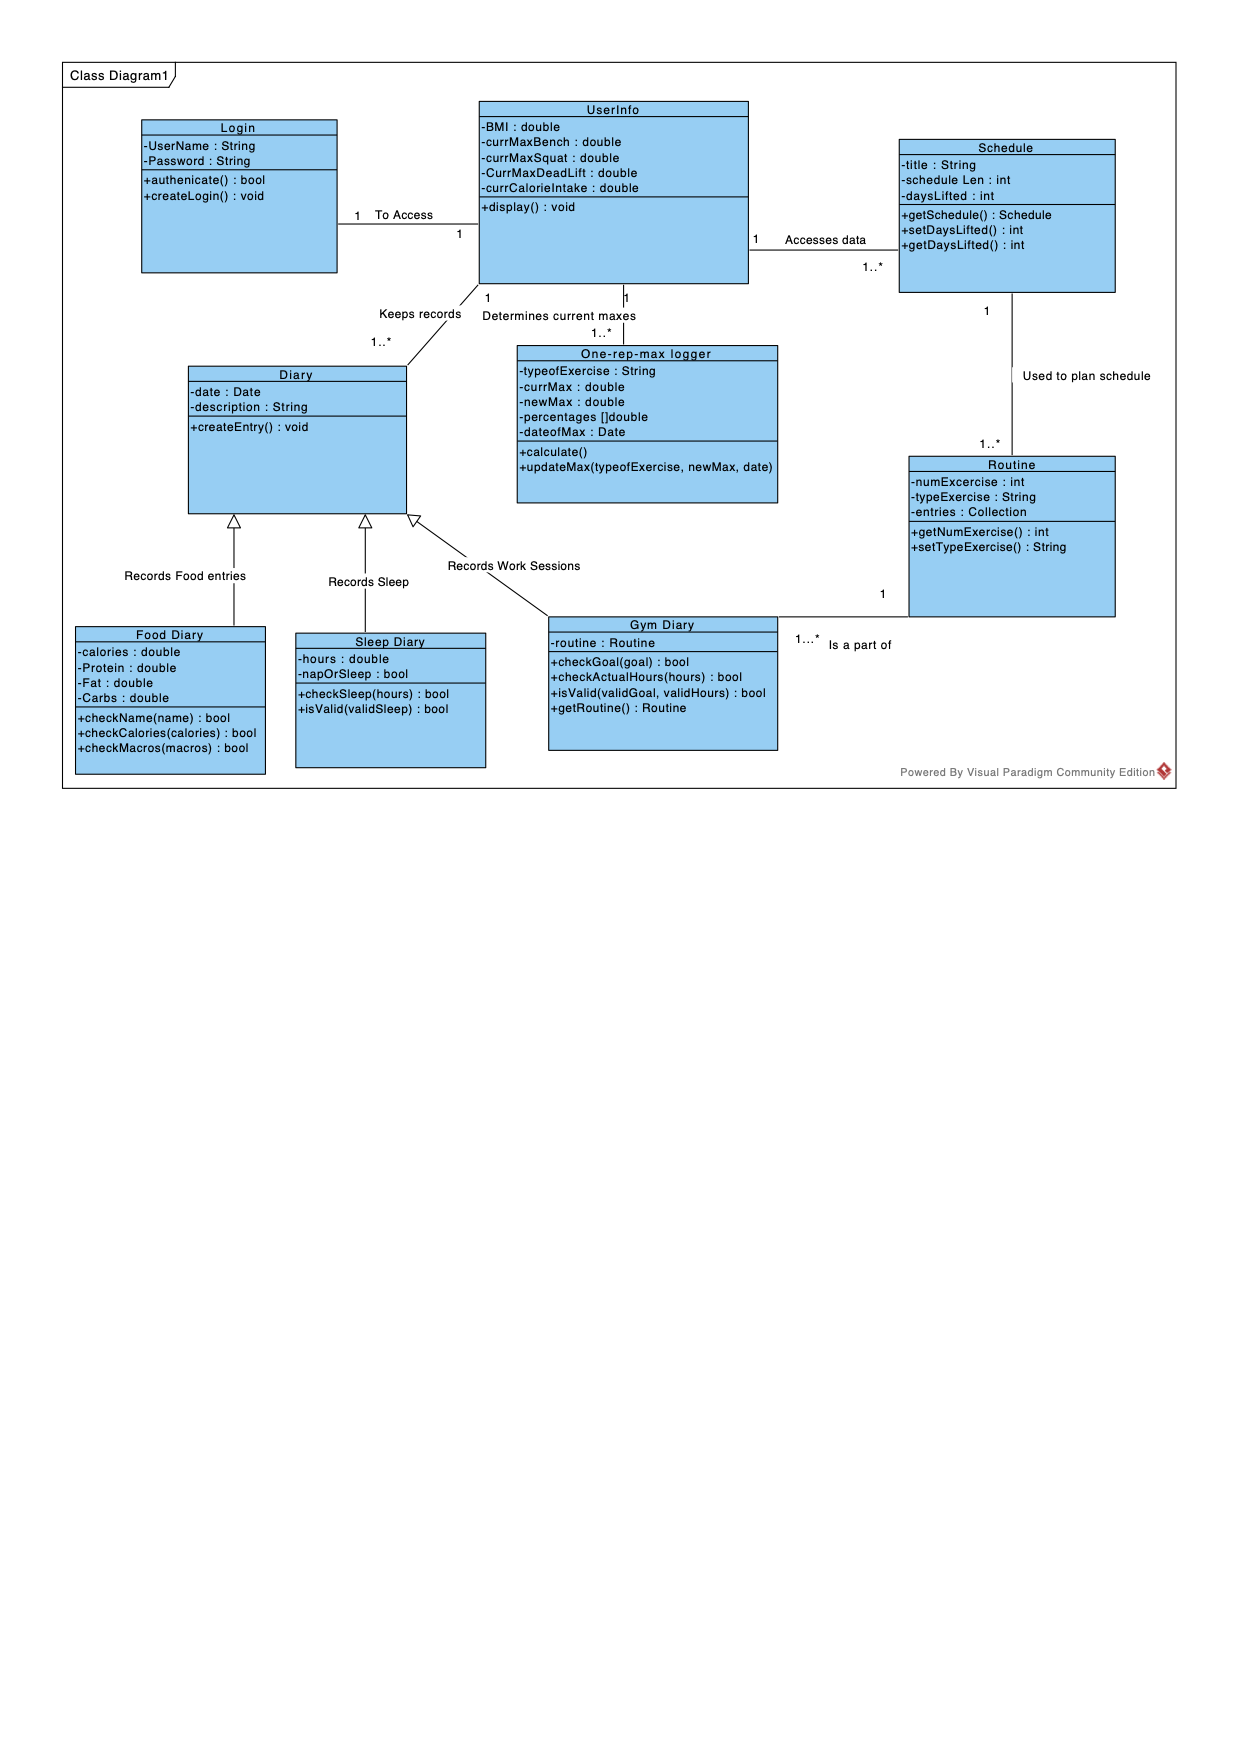 Class Diagram1
Login
-UserName : String
-Password : String
+authenicate() : bool
+createLogin() : void
1
To Access
1
UserInfo
-BMI : double
-currMaxBench : double
-currMaxSquat : double
-CurrMaxDeadLift : double
-currCalorieIntake : double
+display() : void
1
Accesses data
1..*
Schedule
-title : String
-schedule Len : int
-daysLifted : int
+getSchedule() : Schedule
+setDaysLifted() : int
+getDaysLifted() : int
1
Keeps records
1..*
1
Determines current maxes
1..*
1
Used to plan schedule
1..*
Diary
-date : Date
-description : String
+createEntry() : void
One-rep-max logger
-typeofExercise : String
-currMax : double
-newMax : double
-percentages []double
-dateofMax : Date
+calculate()
+updateMax(typeofExercise, newMax, date)
Routine
-numExcercise : int
-typeExercise : String
-entries : Collection
+getNumExercise() : int
+setTypeExercise() : String
Records Food entries
Records Sleep
Records Work Sessions
1
1...*
Is a part of
Food Diary
-calories : double
-Protein : double
-Fat : double
-Carbs : double
+checkName(name) : bool
+checkCalories(calories) : bool
+checkMacros(macros) : bool
Sleep Diary
-hours : double
-napOrSleep : bool
+checkSleep(hours) : bool
+isValid(validSleep) : bool
Gym Diary
-routine : Routine
+checkGoal(goal) : bool
+checkActualHours(hours) : bool
+isValid(validGoal, validHours) : bool
+getRoutine() : Routine
Powered By Visual Paradigm Community Edition